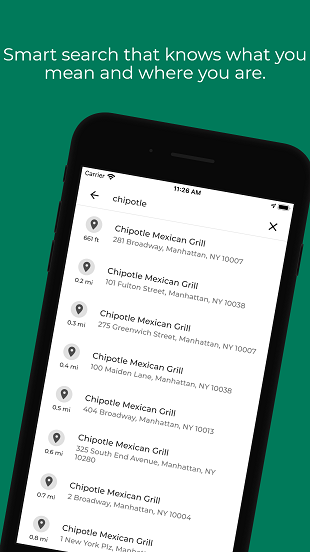 Smart search that knows what you
mean and where you are.
Carrier
11:26 AM
chipotle
Chipotle Mexican Grill
661 ft
281 Broadway, Manhattan, NY 10007
Chipotle Mexican Grill
0.2 mi
101 Fulton Street, Manhattan, NY 10038
Chipotle Mexican Grill
0.3 mi
275 Greenwich Street, Manhattan, NY 10007
Chipotle Mexican Grill
0.4 mi
100 Maiden Lane, Manhattan, NY 10038
Chipotle Mexican Grill
0.5 mi
404 Broadway, Manhattan, NY 10013
Chipotle Mexican Grill
0.6 mi
325 South End Avenue, Manhattan, NY
10280
Chipotle Mexican Grill
0.7 mi
2 Broadway, Manhattan, NY 10004
Chipotle Mexican Grill
0.8 mi
1 New York Plz,